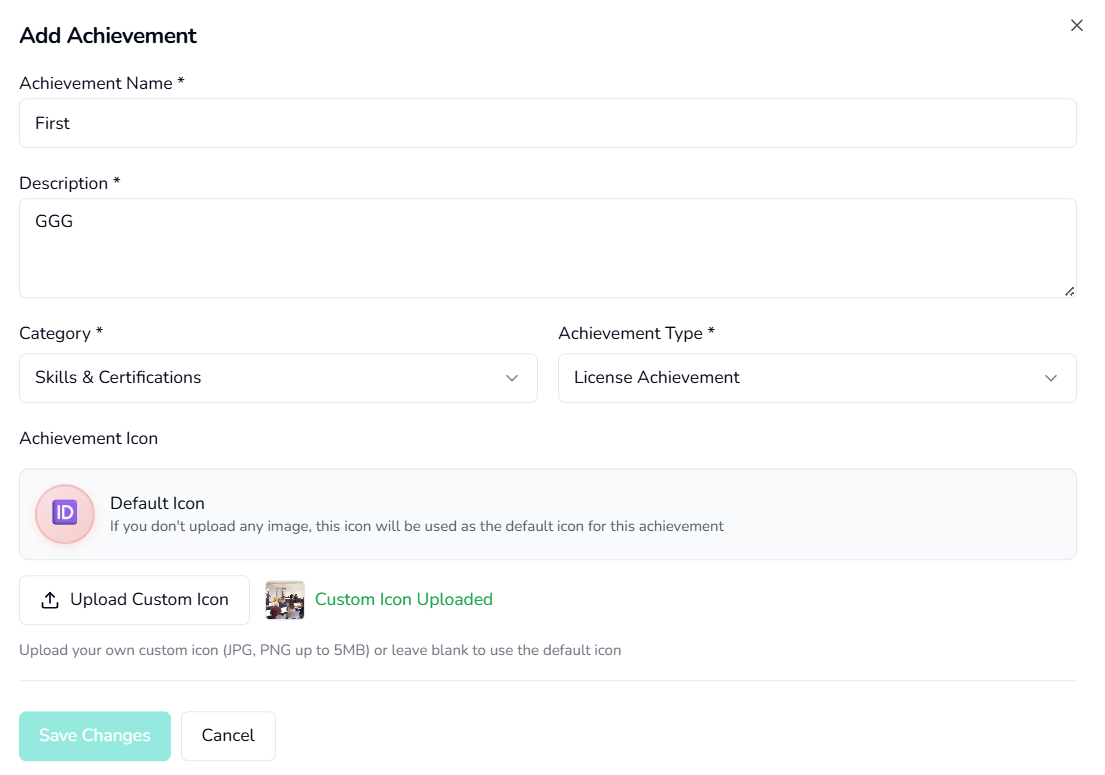 Add Achievement
Achievement Name *
First
Description *
GGG
Category *
Achievement Type *
Skills & Certifications
License Achievement
Achievement Icon
ID
Default Icon
If you don't upload any image, this icon will be used as the default icon for this achievement
Upload Custom Icon
Custom Icon Uploaded
Upload your own custom icon (JPG, PNG up to 5MB) or leave blank to use the default icon
Save Changes
Cancel